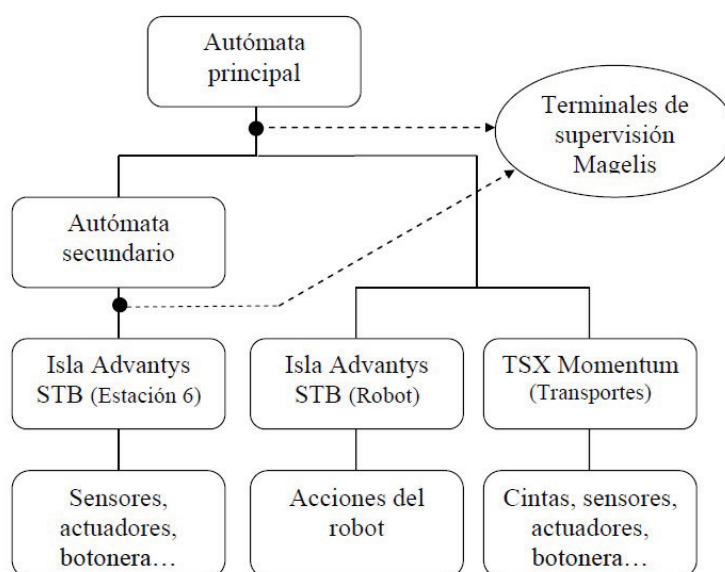 Autómata
principal
Terminales de
supervisión
Magelis
Autómata
secundario
Isla Advantys
STB (Estación 6)
Isla Advantys
STB (Robot)
TSX Momentum
(Transportes)
Sensores,
actuadores,
botonera…
Acciones del
robot
Cintas, sensores,
actuadores,
botonera…